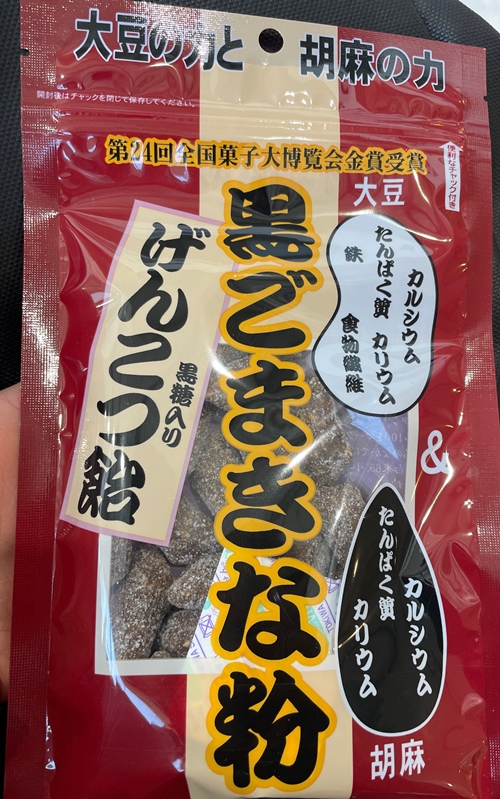 大豆の力と 胡麻の力
開封後はチャックを閉じて保存してください。
便利なチャック付き
第24回全国菓子大博覧会金賞受賞
黒ごまきな粉
げんこつ飴
黒糖入り
大豆
カルシウム
たんぱく質 カリウム
鉄 食物繊維
&
カルシウム
たんぱく質
カリウム
胡麻
TOKIWA